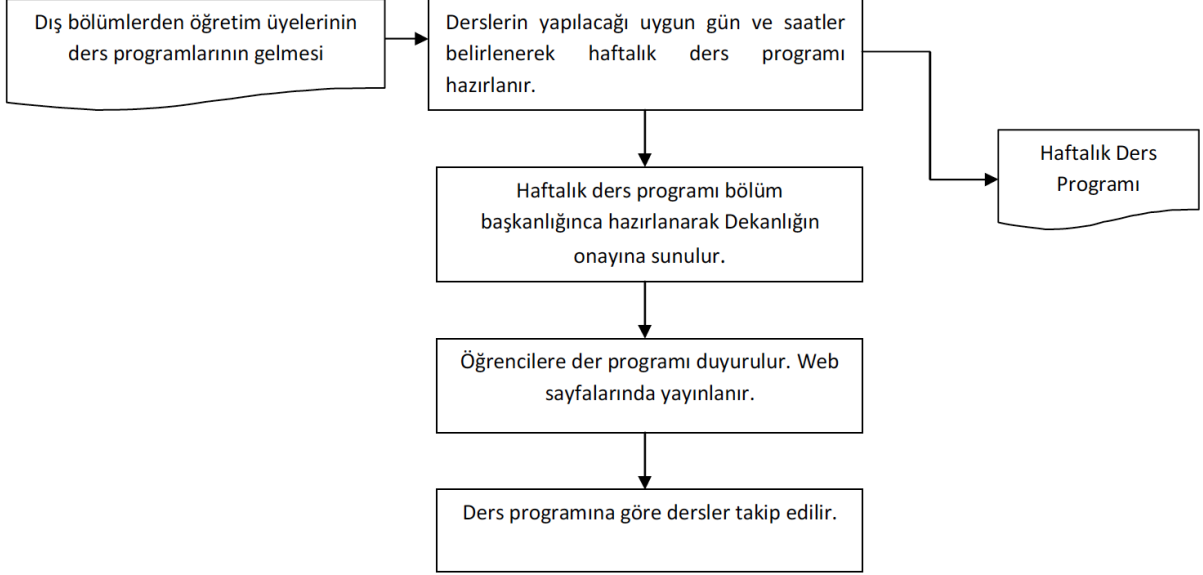 Dış bölümlerden öğretim üyelerinin
ders programlarının gelmesi
Derslerin yapılacağı uygun gün ve saatler
belirlenerek haftalık ders programı
hazırlanır.
Haftalık Ders
Programı
Haftalık ders programı bölüm
başkanlığınca hazırlanarak Dekanlığın
onayına sunulur.
Öğrencilere der programı duyurulur. Web
sayfalarında yayınlanır.
Ders programına göre dersler takip edilir.